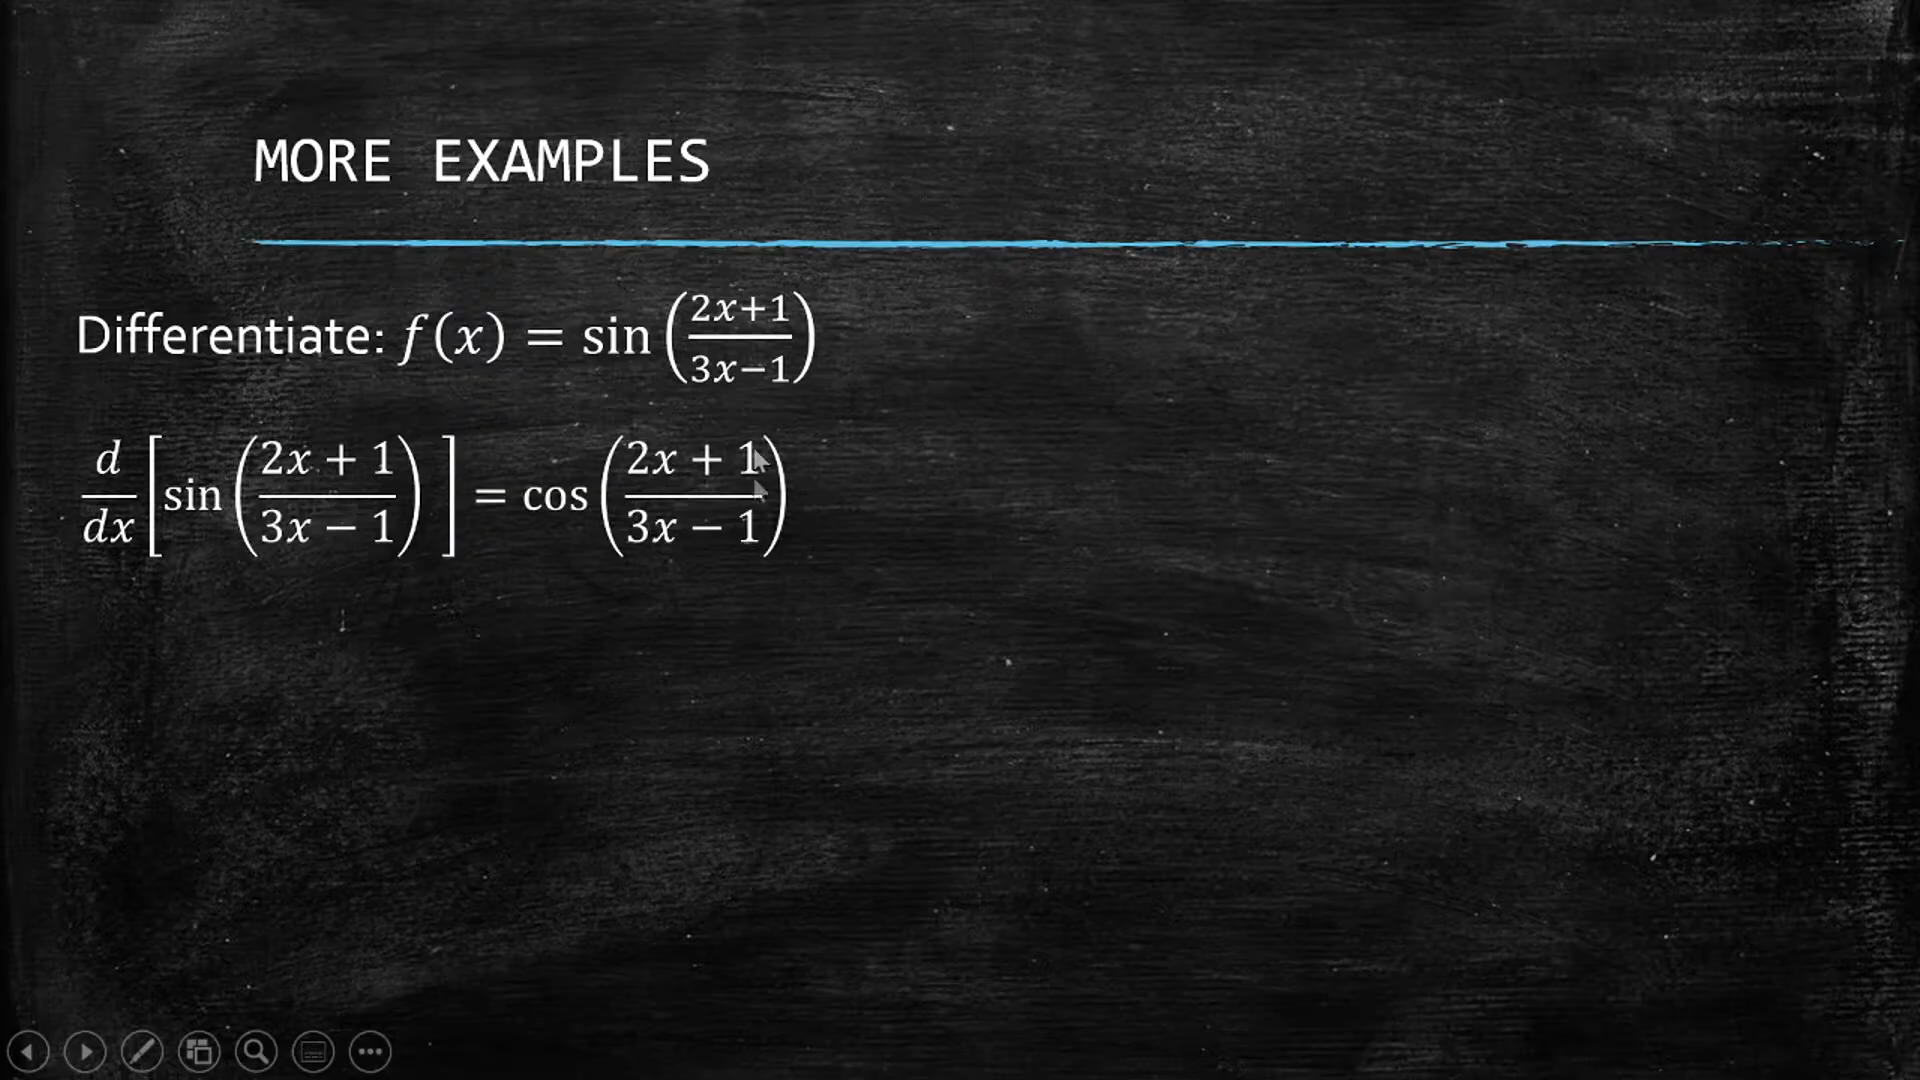 MORE EXAMPLES
Differentiate: f(x) = sin((2x+1)/(3x−1))
d/dx [sin((2x + 1)/(3x − 1))] = cos((2x + 1)/(3x − 1))